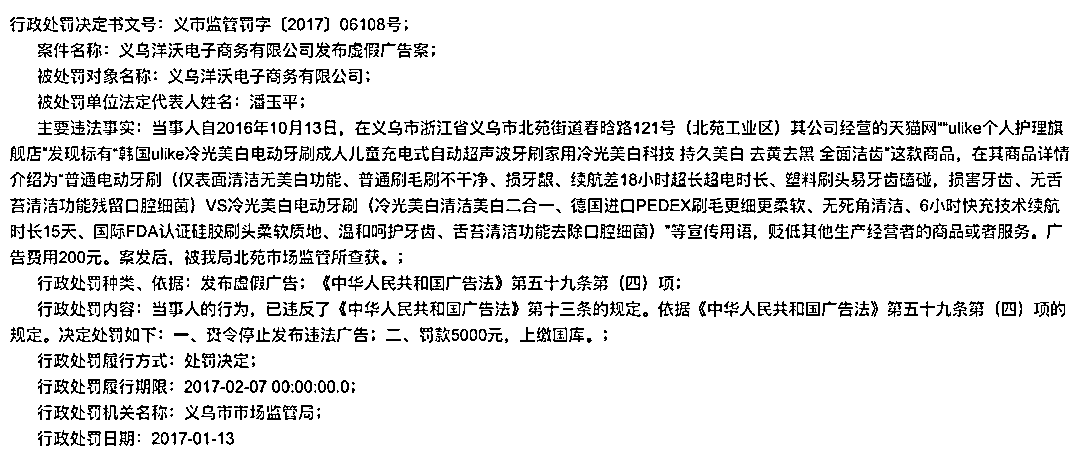 行政处罚决定书文号：义市监管罚字〔2017〕06108号；
案件名称：义乌洋沃电子商务有限公司发布虚假广告案；
被处罚对象名称：义乌洋沃电子商务有限公司；
被处罚单位法定代表人姓名：潘玉平；
主要违法事实：当事人自2016年10月13日，在义乌市浙江省义乌市北苑街道春晗路121号（北苑工业区）其公司经营的天猫网““ulike个人护理旗
舰店”发现标有“韩国ulike冷光美白电动牙刷成人儿童充电式自动超声波牙刷家用冷光美白科技 持久美白 去黄去黑 全面洁齿”这款商品，在其商品详情
介绍为“普通电动牙刷（仅表面清洁无美白功能、普通刷毛刷不干净、损牙龈、续航差18小时超长超电时长、塑料刷头易牙齿磕碰，损害牙齿、无舌
苔清洁功能残留口腔细菌）VS冷光美白电动牙刷（冷光美白清洁美白二合一、德国进口PEDEX刷毛更细更柔软、无死角清洁、6小时快充技术续航
时长15天、国际FDA认证硅胶刷头柔软质地、温和呵护牙齿、舌苔清洁功能去除口腔细菌）”等宣传用语，贬低其他生产经营者的商品或者服务。广
告费用200元。案发后，被我局北苑市场监管所查获。；
行政处罚种类、依据：发布虚假广告；《中华人民共和国广告法》第五十九条第（四）项；
行政处罚内容：当事人的行为，已违反了《中华人民共和国广告法》第十三条的规定。依据《中华人民共和国广告法》第五十九条第（四）项的
规定。决定处罚如下：一、责令停止发布违法广告；二、罚款5000元，上缴国库。；
行政处罚履行方式：处罚决定；
行政处罚履行期限：2017-02-07 00:00:00.0；
行政处罚机关名称：义乌市市场监管局；
行政处罚日期：2017-01-13